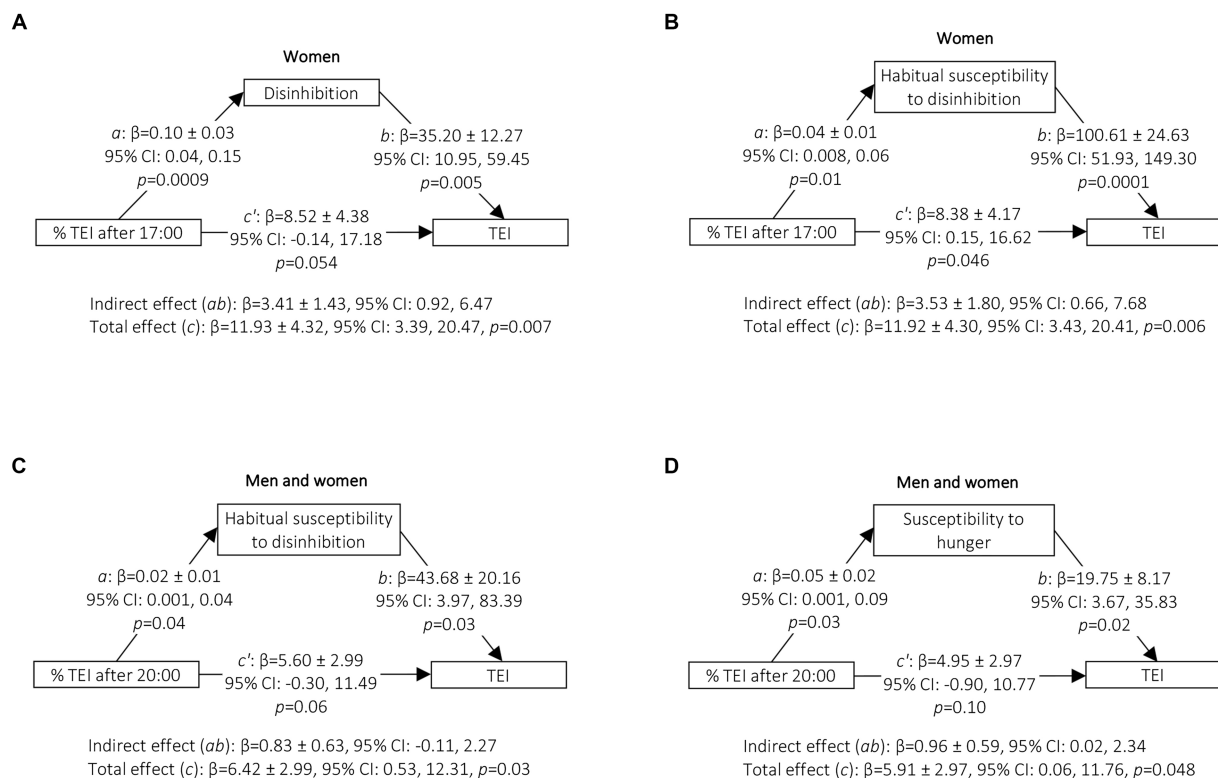 A
Women
Disinhibition
a: β=0.10 ± 0.03
95% CI: 0.04, 0.15
p=0.0009
b: β=35.20 ± 12.27
95% CI: 10.95, 59.45
p=0.005
% TEI after 17:00
c': β=8.52 ± 4.38
95% CI: -0.14, 17.18
p=0.054
TEI
Indirect effect (ab): β=3.41 ± 1.43, 95% CI: 0.92, 6.47
Total effect (c): β=11.93 ± 4.32, 95% CI: 3.39, 20.47, p=0.007
B
Women
Habitual susceptibility
to disinhibition
a: β=0.04 ± 0.01
95% CI: 0.008, 0.06
p=0.01
b: β=100.61 ± 24.63
95% CI: 51.93, 149.30
p=0.0001
% TEI after 17:00
c': β=8.38 ± 4.17
95% CI: 0.15, 16.62
p=0.046
TEI
Indirect effect (ab): β=3.53 ± 1.80, 95% CI: 0.66, 7.68
Total effect (c): β=11.92 ± 4.30, 95% CI: 3.43, 20.41, p=0.006
C
Men and women
Habitual susceptibility
to disinhibition
a: β=0.02 ± 0.01
95% CI: 0.001, 0.04
p=0.04
b: β=43.68 ± 20.16
95% CI: 3.97, 83.39
p=0.03
% TEI after 20:00
c': β=5.60 ± 2.99
95% CI: -0.30, 11.49
p=0.06
TEI
Indirect effect (ab): β=0.83 ± 0.63, 95% CI: -0.11, 2.27
Total effect (c): β=6.42 ± 2.99, 95% CI: 0.53, 12.31, p=0.03
D
Men and women
Susceptibility to
hunger
a: β=0.05 ± 0.02
95% CI: 0.001, 0.09
p=0.03
b: β=19.75 ± 8.17
95% CI: 3.67, 35.83
p=0.02
% TEI after 20:00
c': β=4.95 ± 2.97
95% CI: -0.90, 10.77
p=0.10
TEI
Indirect effect (ab): β=0.96 ± 0.59, 95% CI: 0.02, 2.34
Total effect (c): β=5.91 ± 2.97, 95% CI: 0.06, 11.76, p=0.048